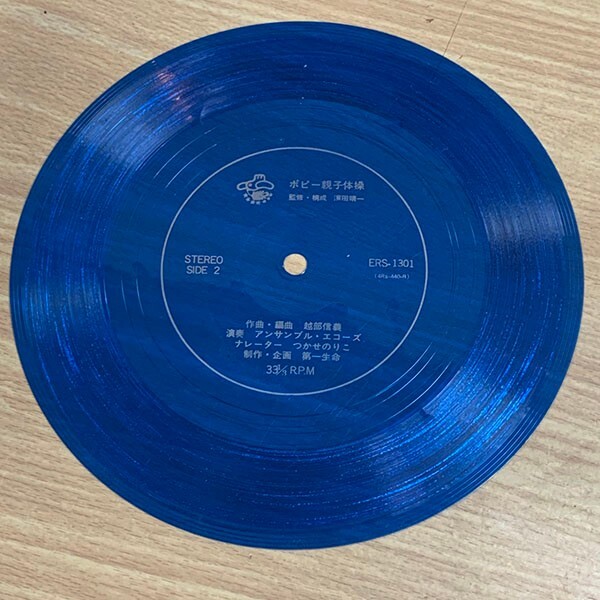 ポピー親子体操
監修・構成 濱田靖一
STEREO
SIDE 2
ERS-1301
作曲・編曲 越部信義
演奏 アンサンブル・エコーズ
ナレーター つかせのりこ
制作・企画 第一生命
33⅓ R.P.M